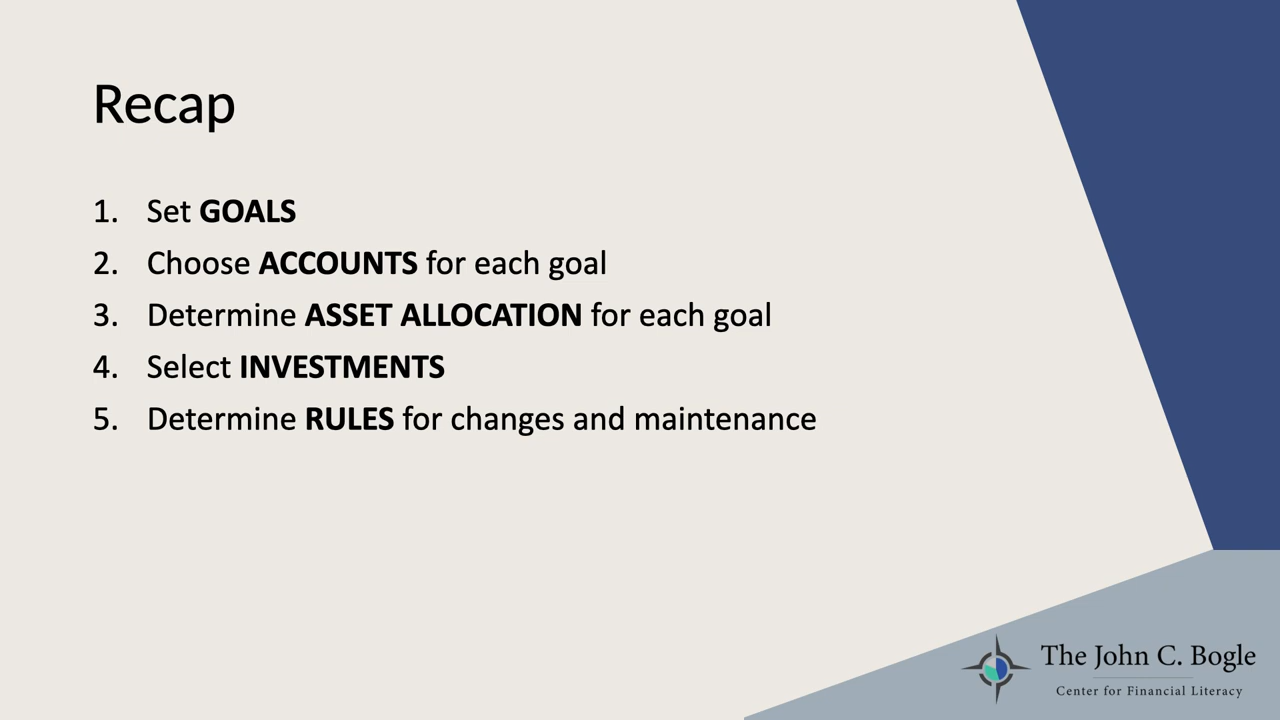 Recap
1. Set GOALS
2. Choose ACCOUNTS for each goal
3. Determine ASSET ALLOCATION for each goal
4. Select INVESTMENTS
5. Determine RULES for changes and maintenance
The John C. Bogle
Center for Financial Literacy